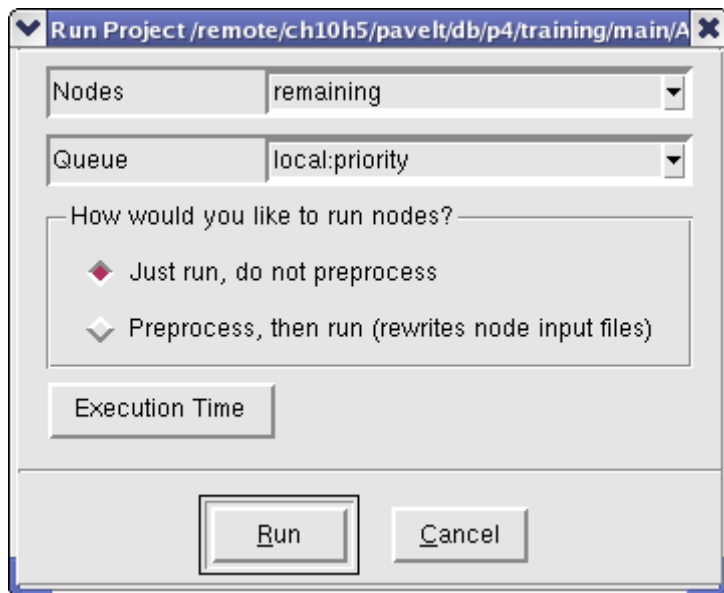 Run Project /remote/ch10h5/pavelt/db/p4/training/main/A
Nodes remaining
Queue local:priority
How would you like to run nodes?
Just run, do not preprocess
Preprocess, then run (rewrites node input files)
Execution Time
Run Cancel